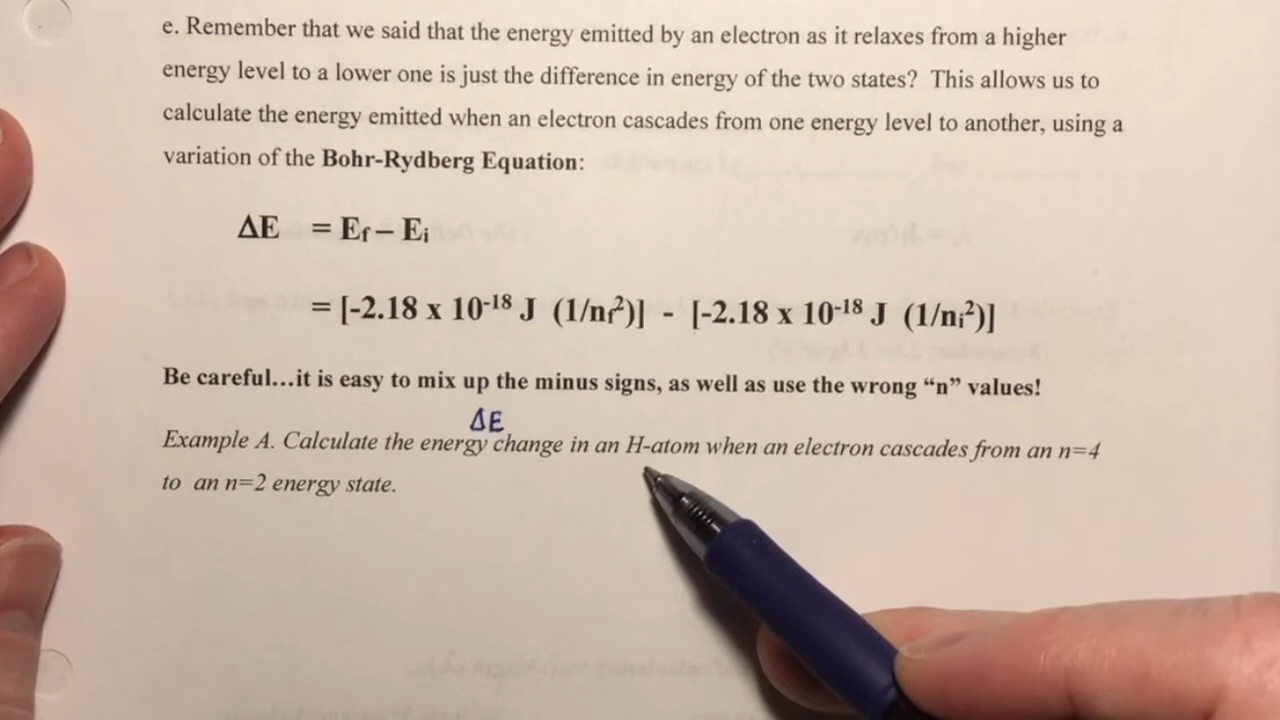 e. Remember that we said that the energy emitted by an electron as it relaxes from a higher
energy level to a lower one is just the difference in energy of the two states? This allows us to
calculate the energy emitted when an electron cascades from one energy level to another, using a
variation of the Bohr-Rydberg Equation:
ΔE = E_f – E_i
= [-2.18 x 10⁻¹⁸ J (1/n_f²)] - [-2.18 x 10⁻¹⁸ J (1/n_i²)]
Be careful…it is easy to mix up the minus signs, as well as use the wrong “n” values!
ΔE
Example A. Calculate the energy change in an H-atom when an electron cascades from an n=4
to an n=2 energy state.